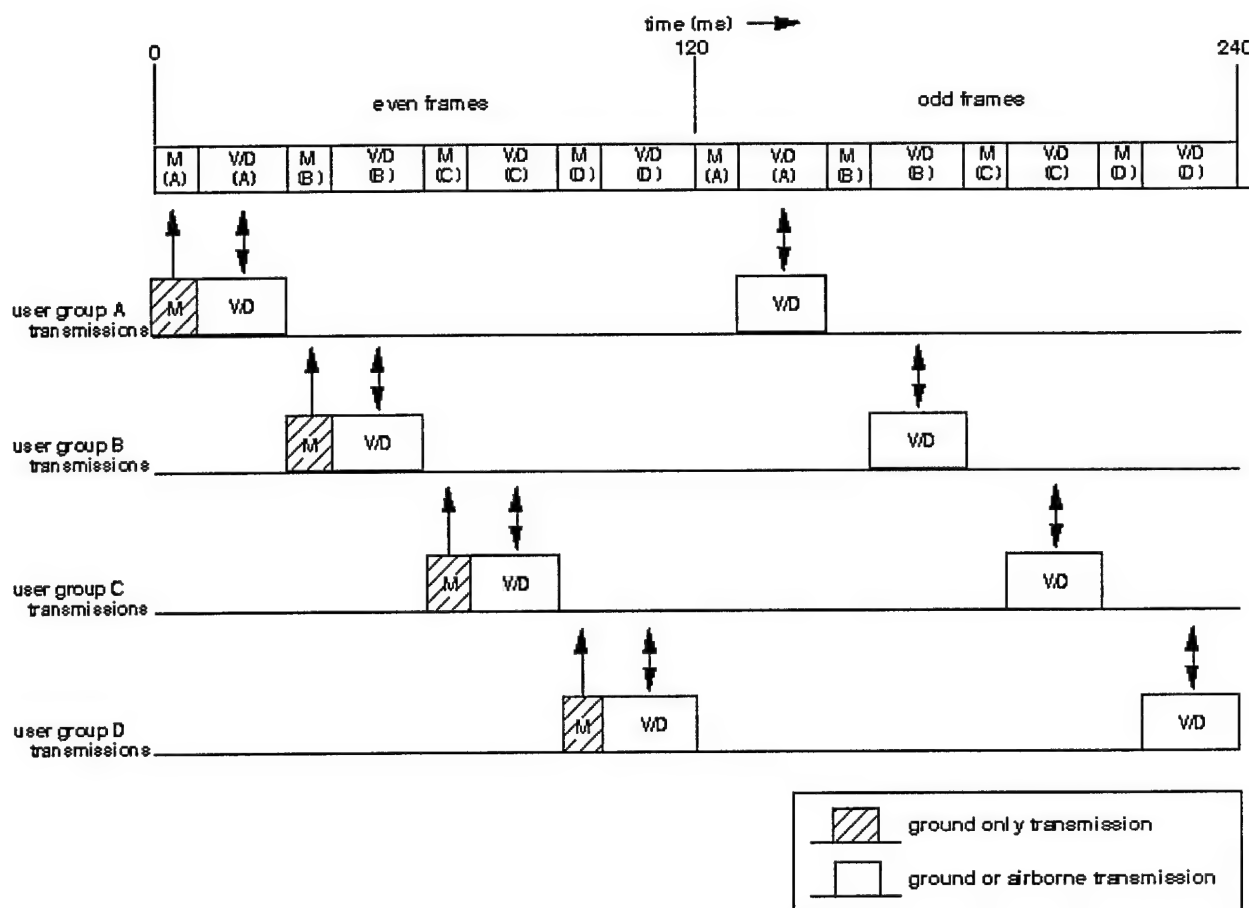 time (ms)
0 120 240
even frames odd frames
M V/D M V/D M V/D M V/D M V/D M V/D M V/D M V/D
(A) (A) (B) (B) (C) (C) (D) (D) (A) (A) (B) (B) (C) (C) (D) (D)
user group A
transmissions
M V/D V/D
user group B
transmissions
M V/D V/D
user group C
transmissions
M V/D V/D
user group D
transmissions
M V/D V/D
ground only transmission
ground or airborne transmission